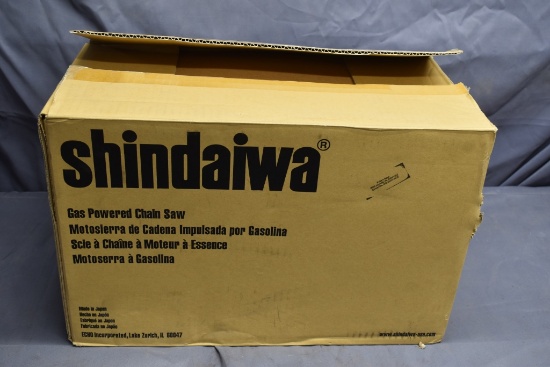 shindaiwa®
Gas Powered Chain Saw
Motosierra de Cadena Impulsada por Gasolina
Scie à Chaîne à Moteur à Essence
Motoserra à Gasolina
Made in Japan
Hecho en Japón
Fabriqué au Japon
Fabricado no Japão
ECHO Incorporated, Lake Zurich, IL 60047
www.shindaiwa-usa.com